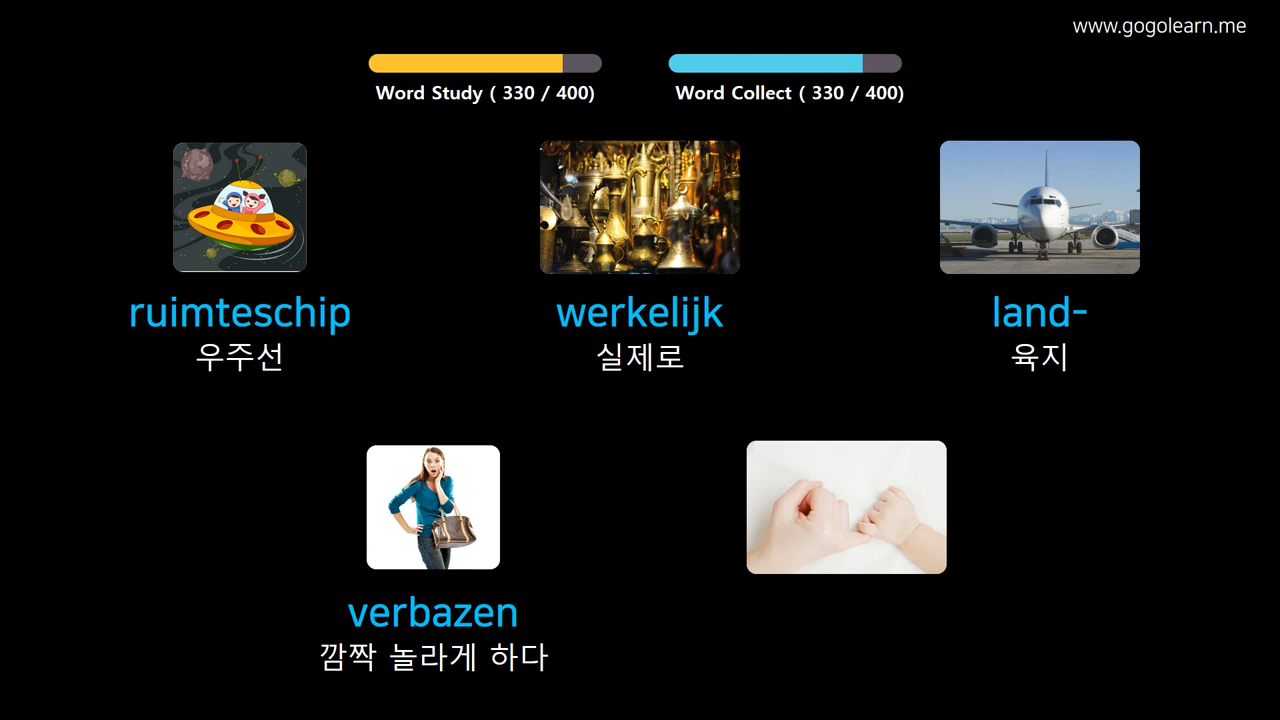 www.gogolearn.me
Word Study ( 330 / 400)
Word Collect ( 330 / 400)
ruimteschip
우주선
werkelijk
실제로
land-
육지
verbazen
깜짝 놀라게 하다